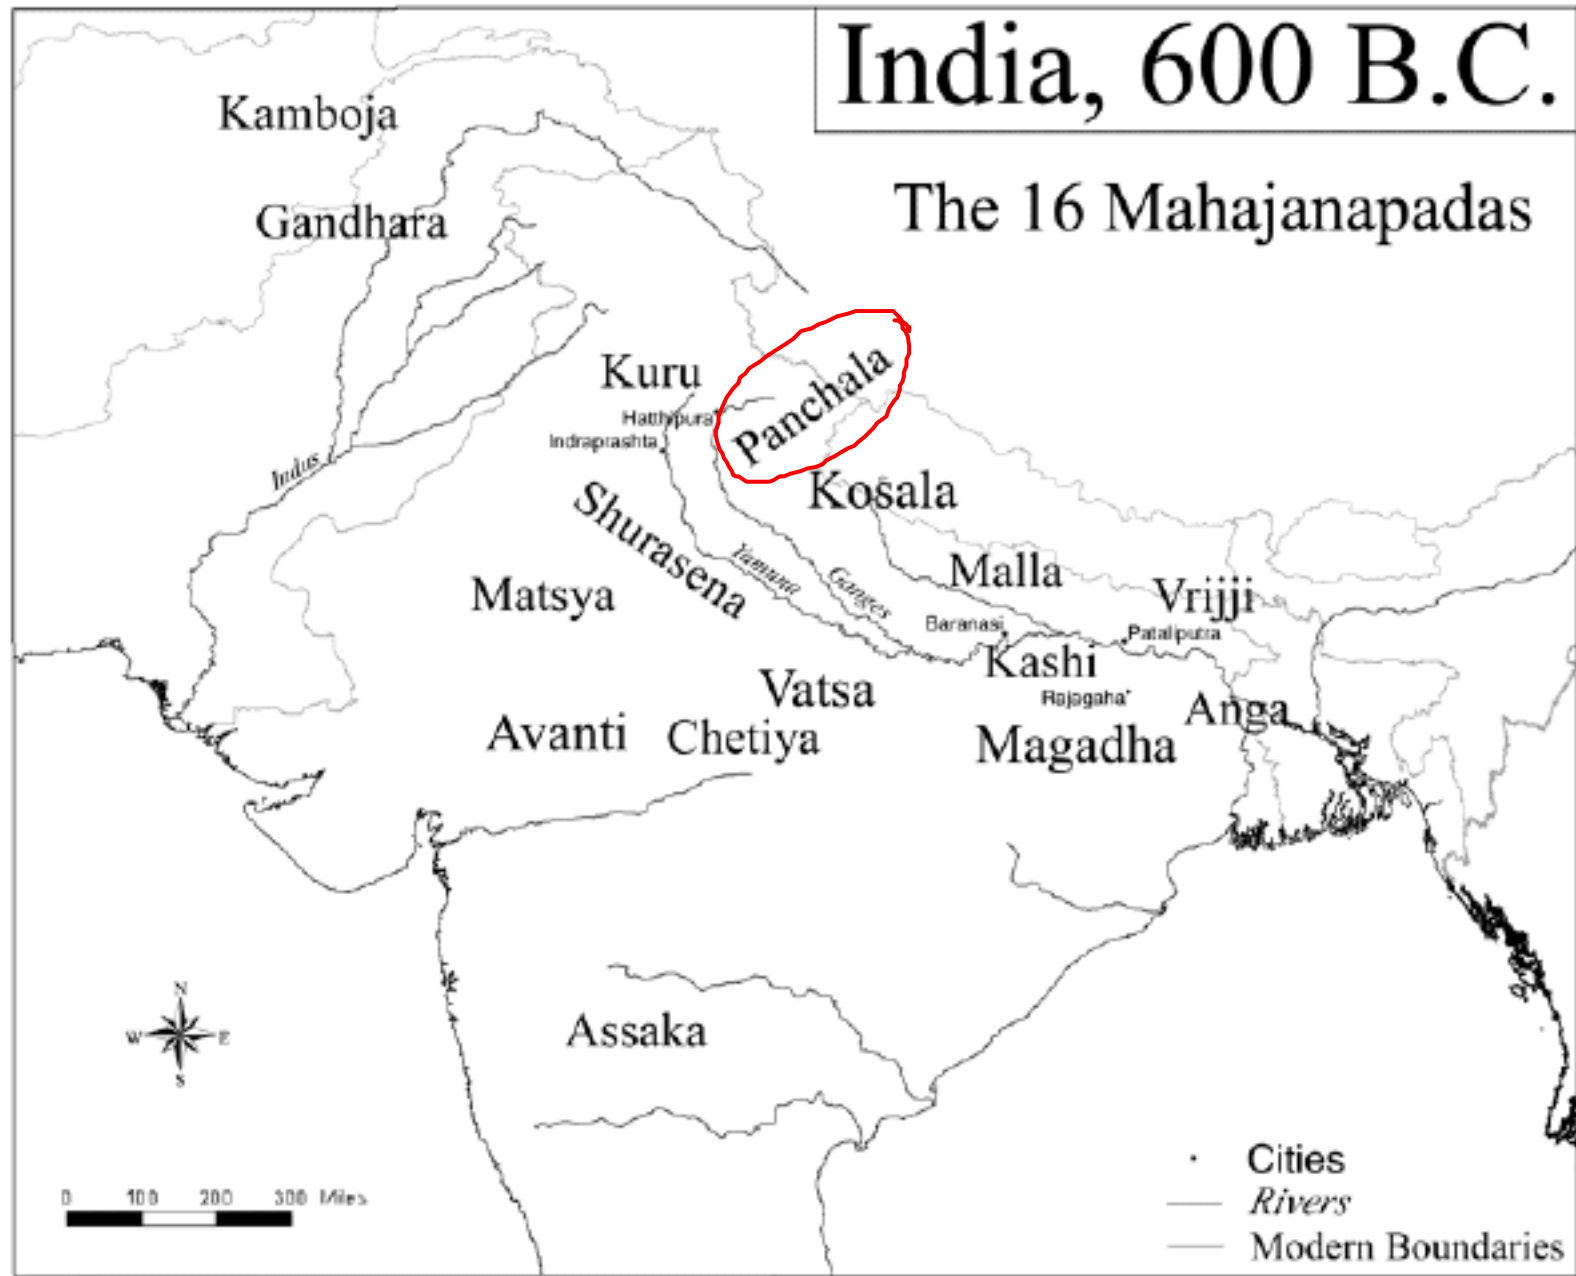 India, 600 B.C.
The 16 Mahajanapadas
Kamboja
Gandhara
Kuru
Panchala
Hatthipura
Indraprashta
Indus
Kosala
Shurasena
Yamuna
Ganges
Malla
Matsya
Vrijji
Baranasi
Pataliputra
Kashi
Vatsa
Rajagaha
Anga
Avanti
Chetiya
Magadha
Assaka
N
W
E
S
0 100 200 300 Miles
Cities
Rivers
Modern Boundaries